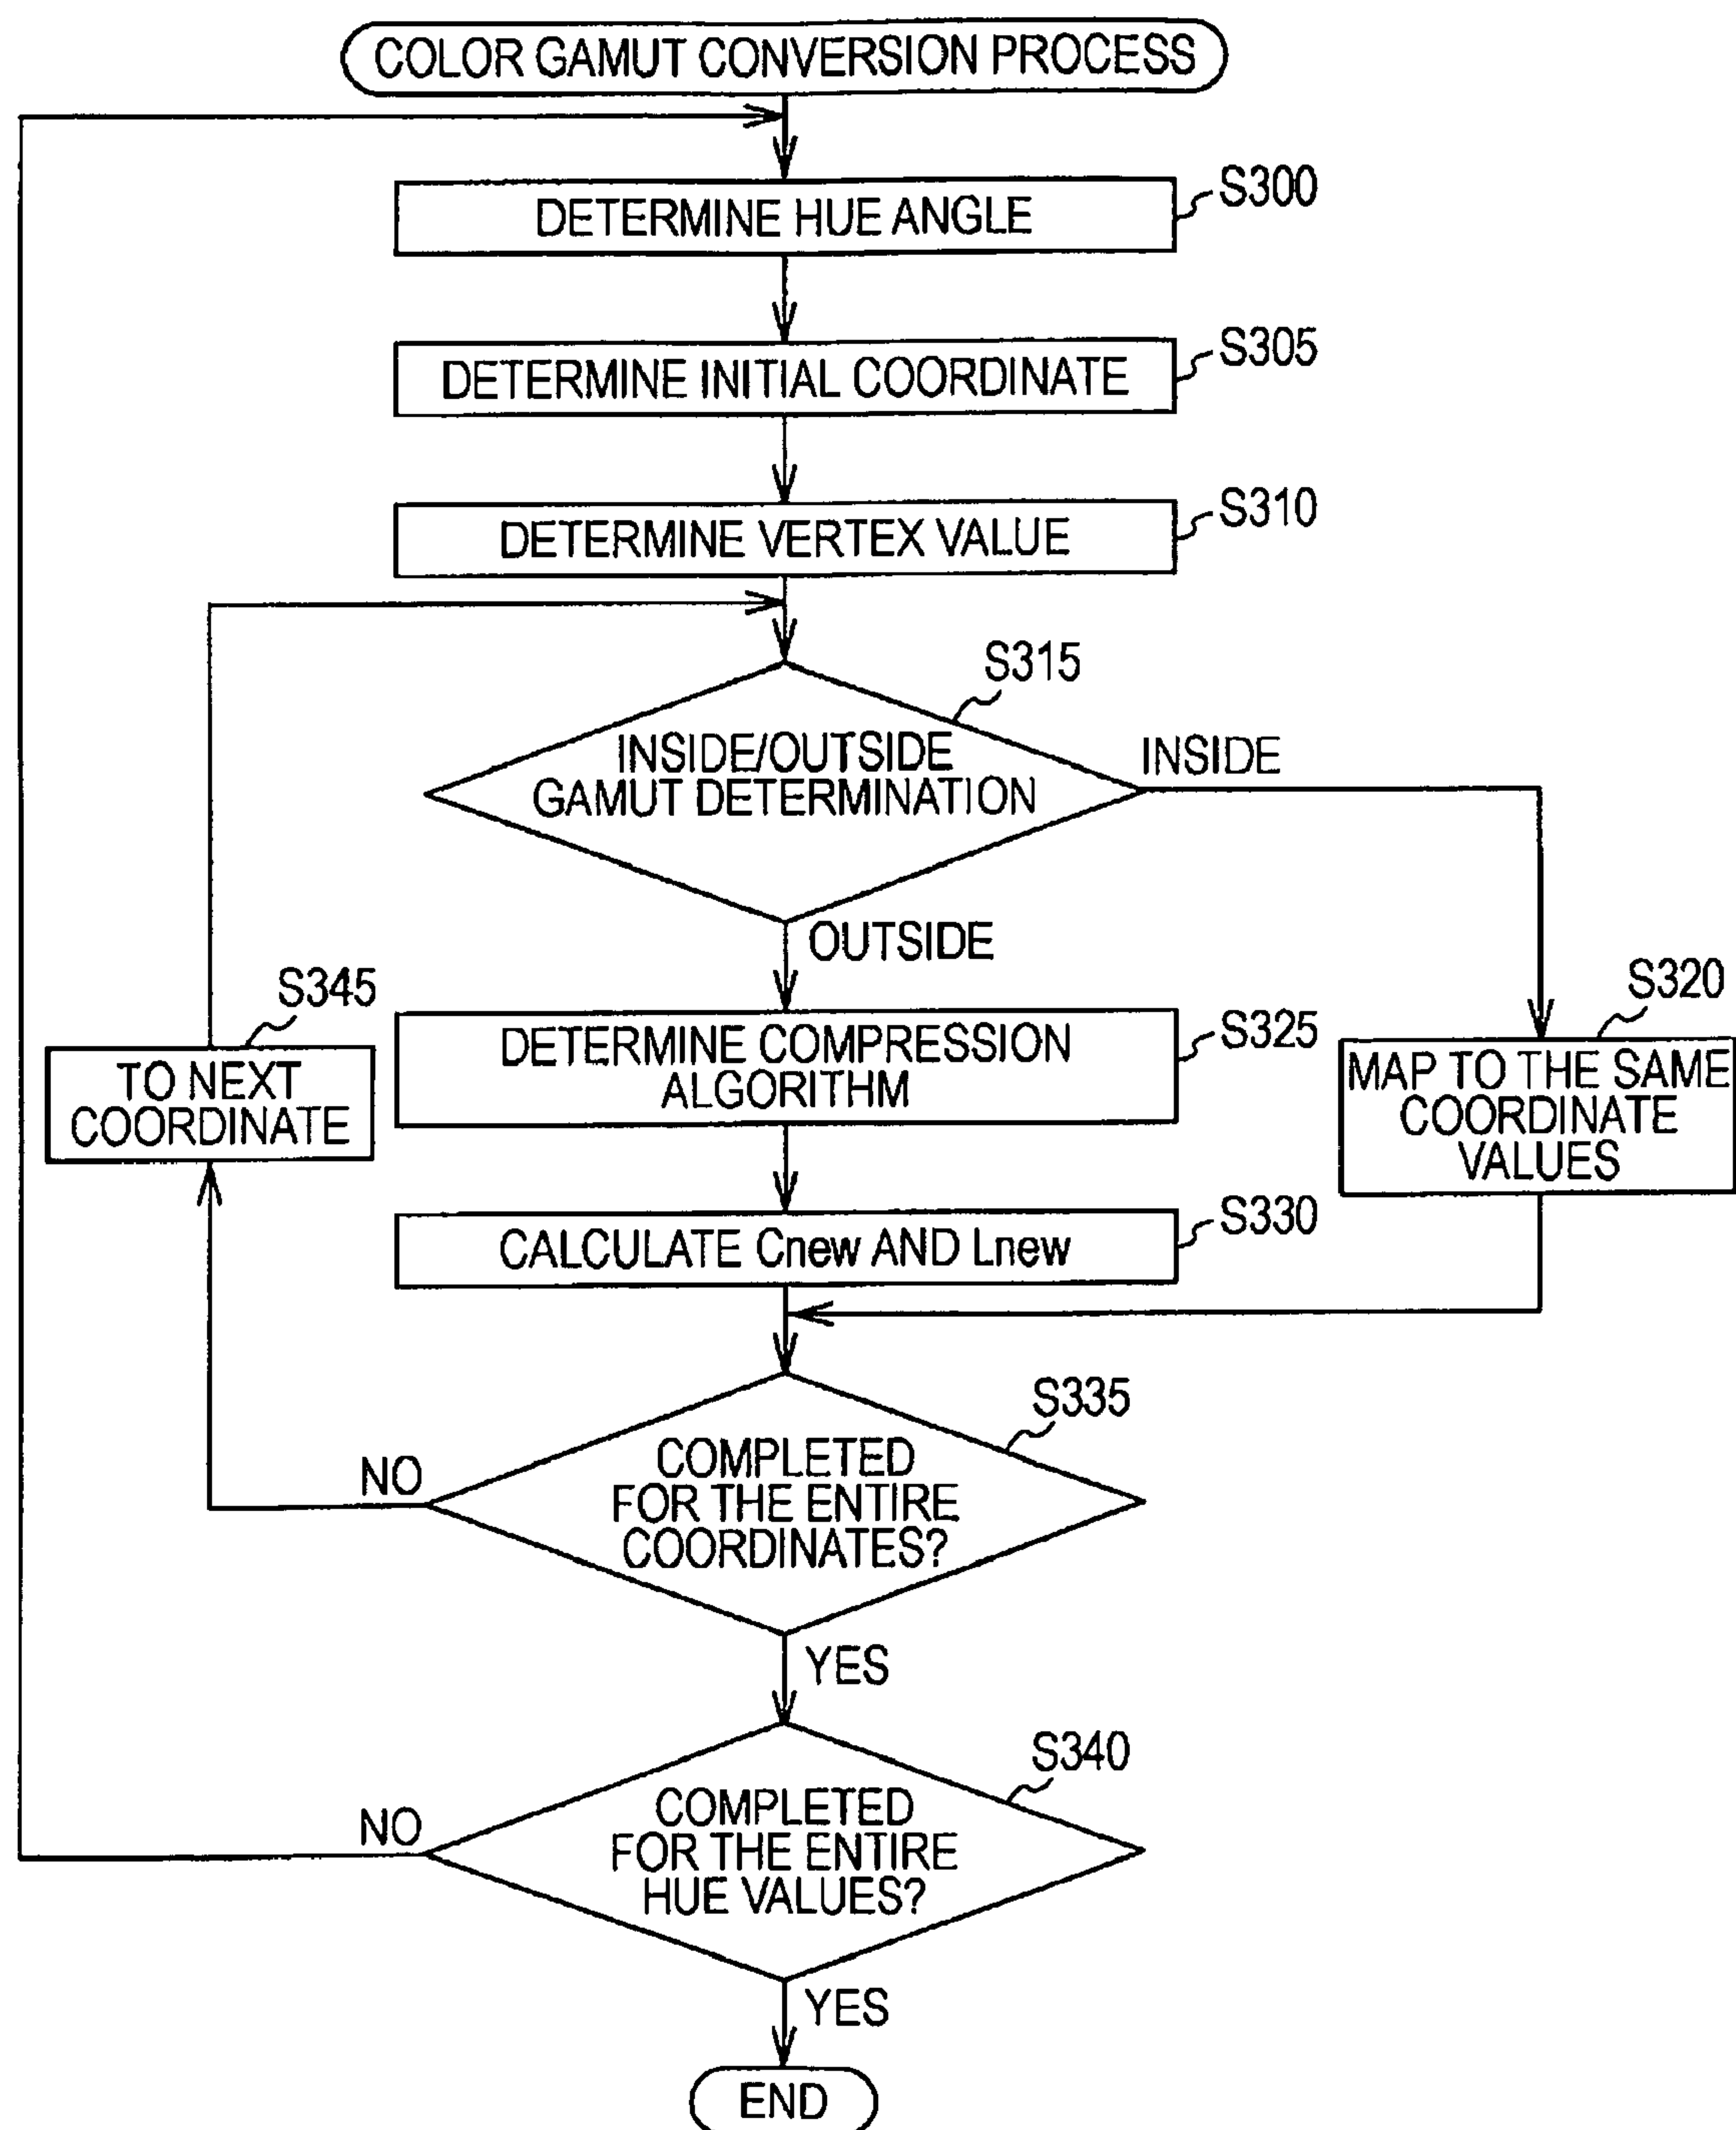 COLOR GAMUT CONVERSION PROCESS
S300
DETERMINE HUE ANGLE
S305
DETERMINE INITIAL COORDINATE
S310
DETERMINE VERTEX VALUE
S315
INSIDE/OUTSIDE
GAMUT DETERMINATION
INSIDE
OUTSIDE
S345
TO NEXT
COORDINATE
S325
DETERMINE COMPRESSION
ALGORITHM
S320
MAP TO THE SAME
COORDINATE
VALUES
S330
CALCULATE Cnew AND Lnew
S335
COMPLETED
FOR THE ENTIRE
COORDINATES?
NO
YES
S340
COMPLETED
FOR THE ENTIRE
HUE VALUES?
NO
YES
END